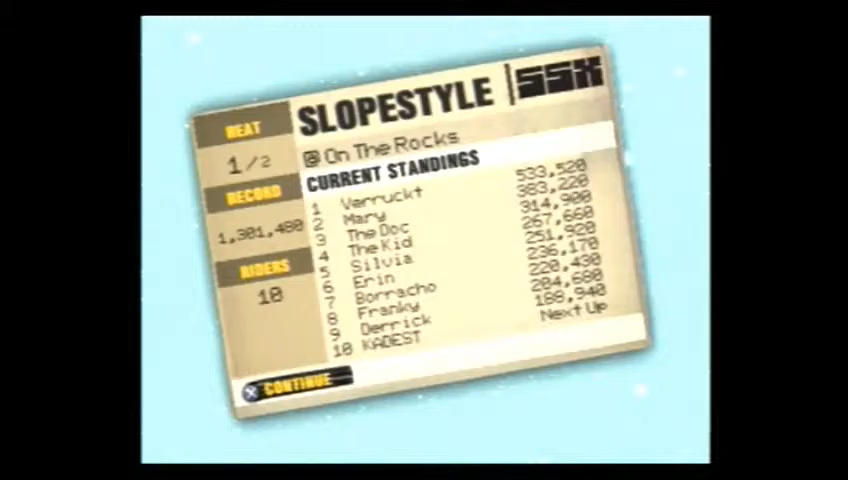 SLOPESTYLE | SSX
HEAT
1/2
@ On The Rocks
CURRENT STANDINGS
RECORD
1,301,480
RIDERS
10
1 Verruckt 533,520
2 Mary 383,220
3 The Doc 314,900
4 The Kid 267,660
5 Silvia 251,920
6 Erin 236,170
7 Borracho 220,430
8 Franky 204,680
9 Derrick 188,940
10 KADEST Next Up
X CONTINUE